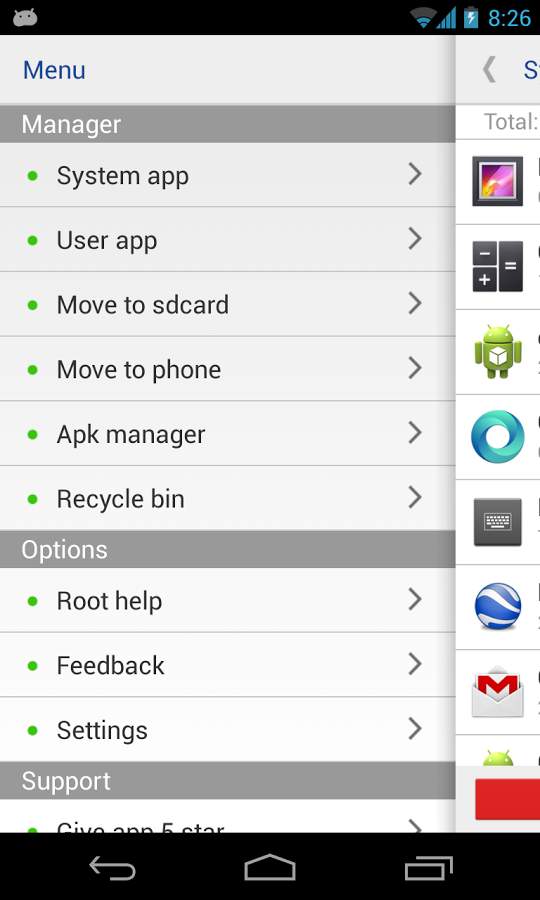 8:26
Menu
Manager
System app
User app
Move to sdcard
Move to phone
Apk manager
Recycle bin
Options
Root help
Feedback
Settings
Support
Give app 5 star
Total: